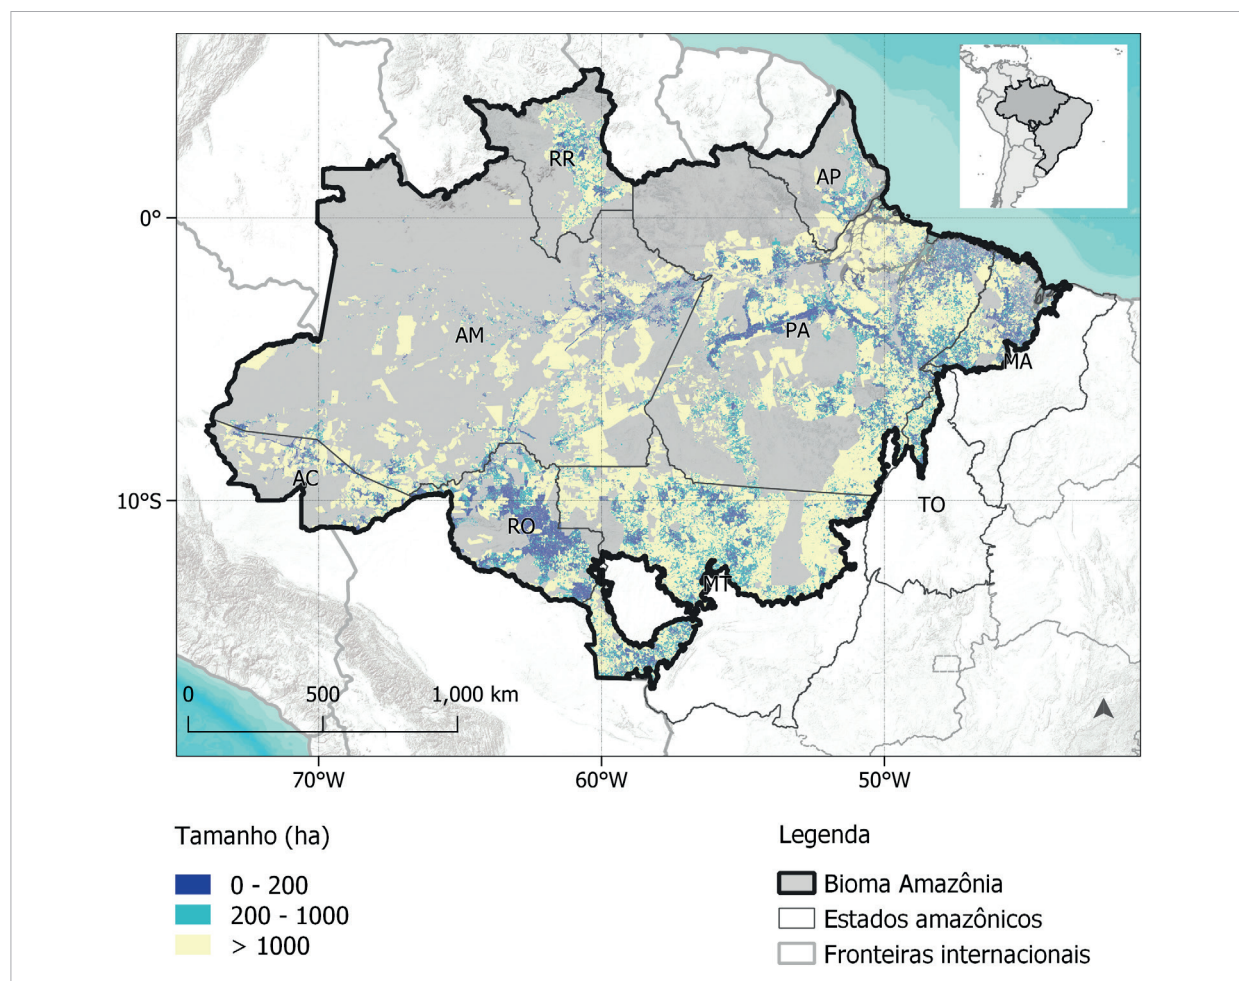 RR
AP
0°
AM
PA
MA
AC
10°S
TO
RO
MT
0 500 1,000 km
70°W 60°W 50°W
Tamanho (ha)
0 - 200
200 - 1000
> 1000
Legenda
Bioma Amazônia
Estados amazônicos
Fronteiras internacionais